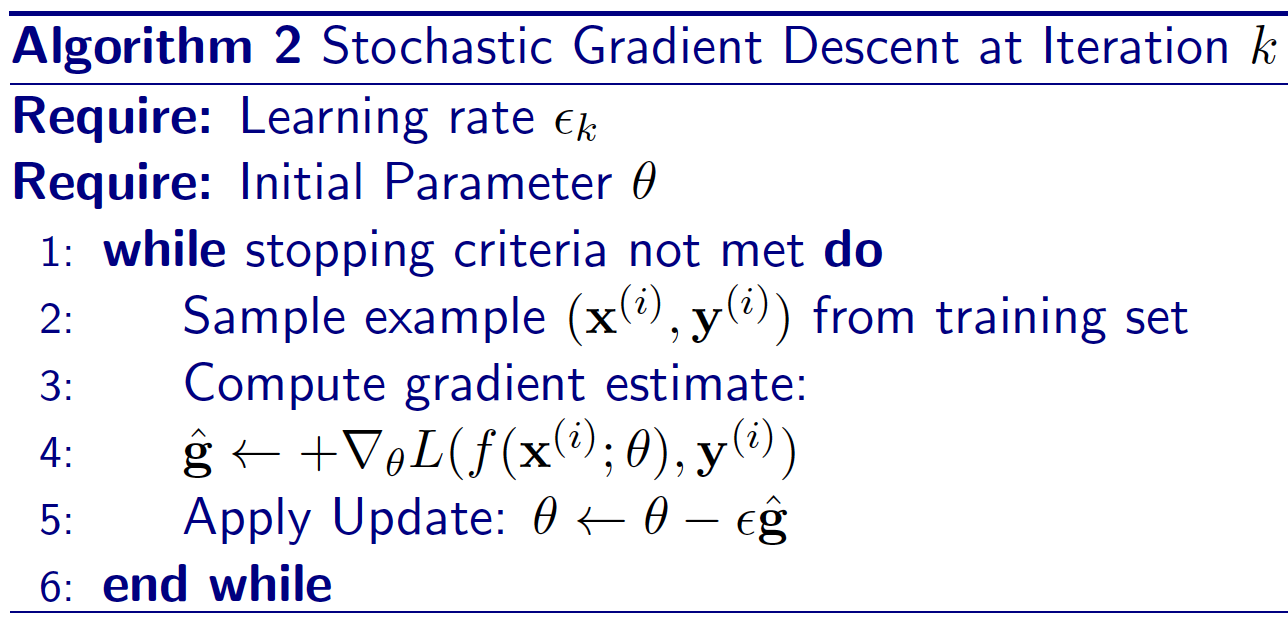 Algorithm 2 Stochastic Gradient Descent at Iteration k
Require: Learning rate ϵₖ
Require: Initial Parameter θ
1: while stopping criteria not met do
2: Sample example (x⁽ⁱ⁾, y⁽ⁱ⁾) from training set
3: Compute gradient estimate:
4: ĝ ← +∇_θ L(f(x⁽ⁱ⁾; θ), y⁽ⁱ⁾)
5: Apply Update: θ ← θ − ϵĝ
6: end while